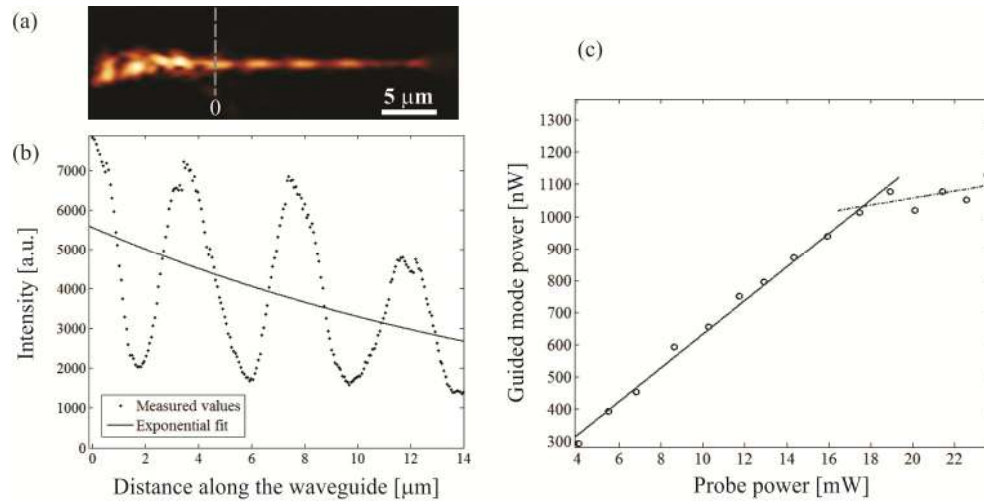 (a)
0
5 μm
(b)
7000
6000
5000
4000
3000
2000
1000
0
Intensity [a.u.]
Measured values
Exponential fit
0 2 4 6 8 10 12 14
Distance along the waveguide [μm]
(c)
1300
1200
1100
1000
900
800
700
600
500
400
300
Guided mode power [nW]
4 6 8 10 12 14 16 18 20 22
Probe power [mW]